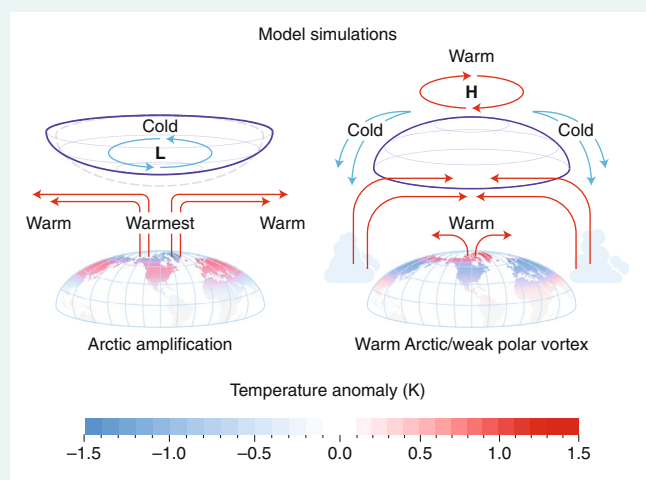 Model simulations
Warm
H
Cold
L
Cold
Cold
Warm
Warmest
Warm
Warm
Arctic amplification
Warm Arctic/weak polar vortex
Temperature anomaly (K)
−1.5 −1.0 −0.5 0.0 0.5 1.0 1.5